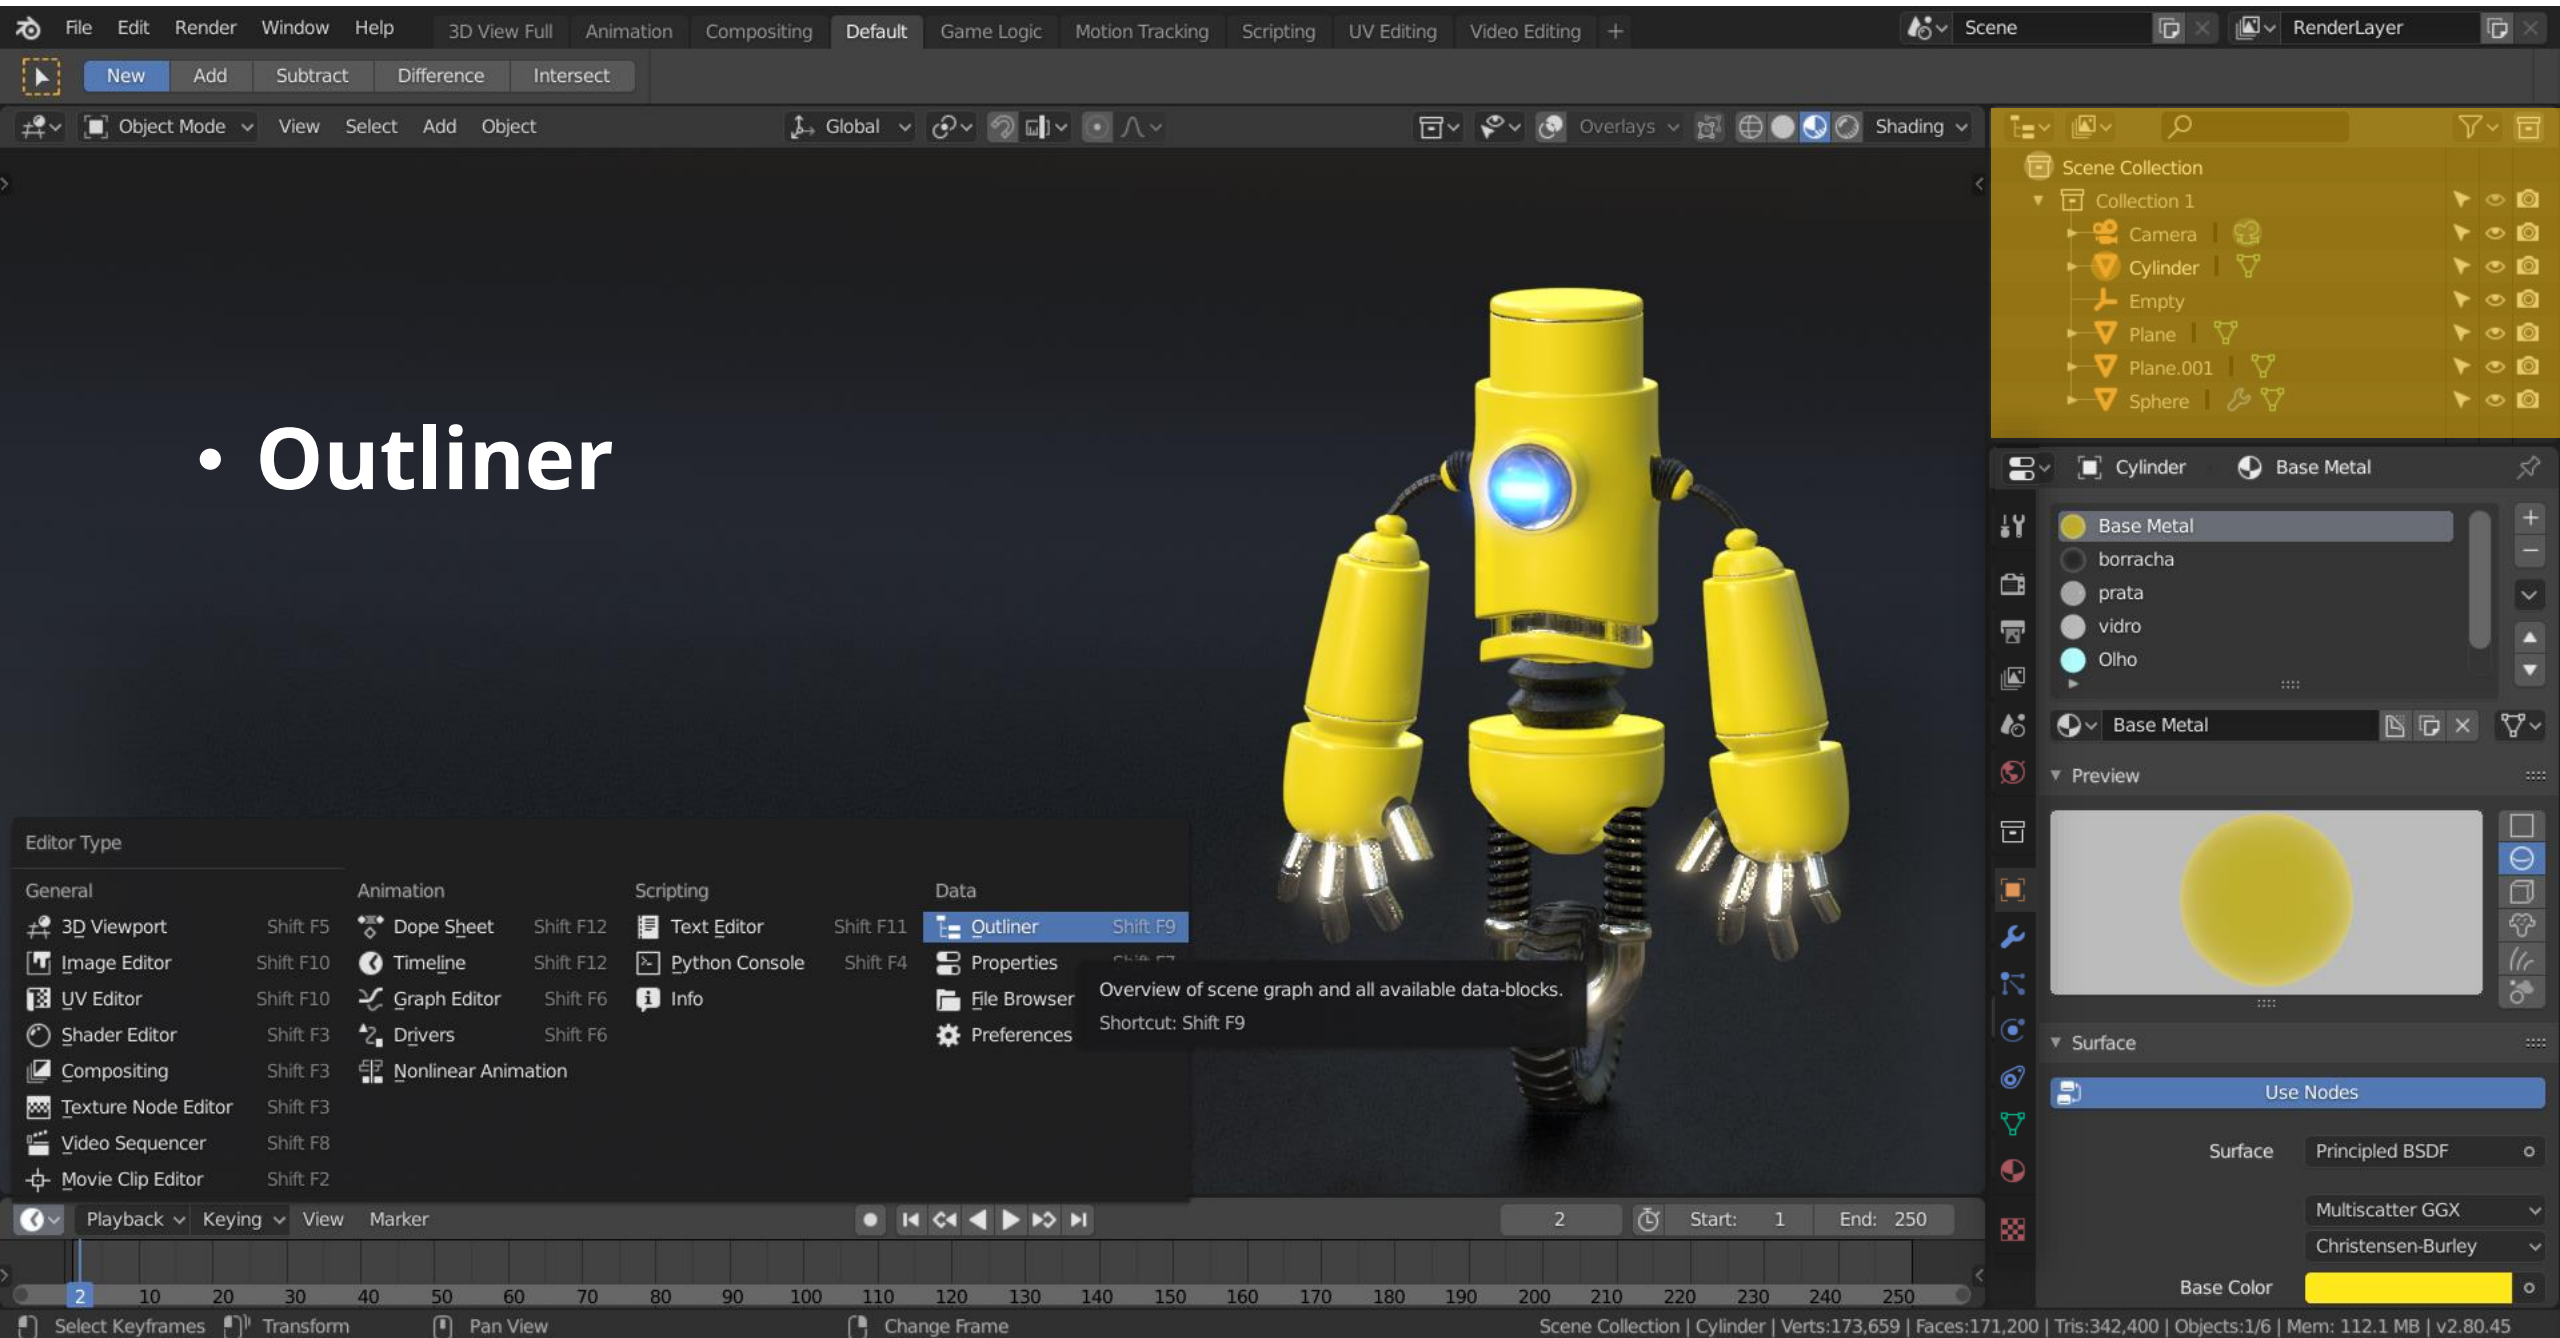 File Edit Render Window Help 3D View Full Animation Compositing Default Game Logic Motion Tracking Scripting UV Editing Video Editing + Scene RenderLayer
New Add Subtract Difference Intersect
Object Mode View Select Add Object Global Overlays Shading
Scene Collection
Collection 1
Camera
Cylinder
Empty
Plane
Plane.001
Sphere
• Outliner
Cylinder Base Metal
Base Metal
borracha
prata
vidro
Olho
Base Metal
Preview
Surface
Use Nodes
Surface Principled BSDF
Multiscatter GGX
Christensen-Burley
Base Color
Editor Type
General
3D Viewport Shift F5
Image Editor Shift F10
UV Editor Shift F10
Shader Editor Shift F3
Compositing Shift F3
Texture Node Editor Shift F3
Video Sequencer Shift F8
Movie Clip Editor Shift F2
Animation
Dope Sheet Shift F12
Timeline Shift F12
Graph Editor Shift F6
Drivers Shift F6
Nonlinear Animation
Scripting
Text Editor Shift F11
Python Console Shift F4
Info
Data
Outliner Shift F9
Properties
File Browser
Preferences
Overview of scene graph and all available data-blocks.
Shortcut: Shift F9
Playback Keying View Marker 2 Start: 1 End: 250
2 10 20 30 40 50 60 70 80 90 100 110 120 130 140 150 160 170 180 190 200 210 220 230 240 250
Select Keyframes Transform Pan View Change Frame Scene Collection | Cylinder | Verts:173,659 | Faces:171,200 | Tris:342,400 | Objects:1/6 | Mem: 112.1 MB | v2.80.45